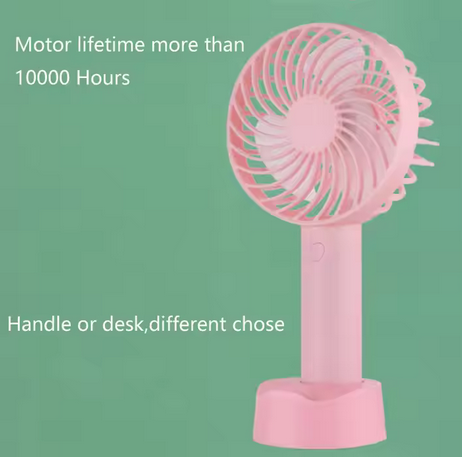 Motor lifetime more than
10000 Hours
Handle or desk,different chose